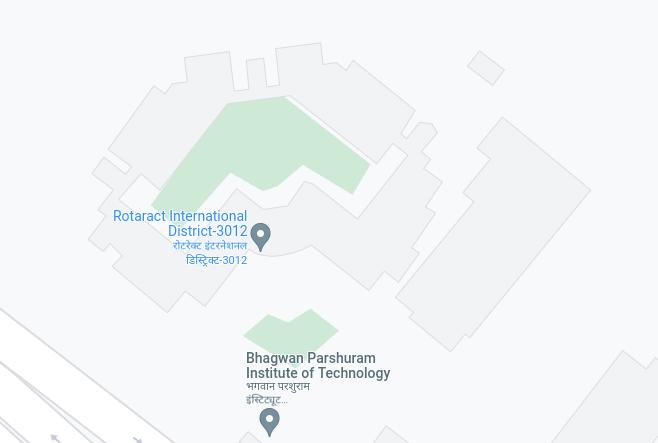 Rotaract International
District-3012
रोटरेक्ट इंटरनेशनल
डिस्ट्रिक्ट-3012
Bhagwan Parshuram
Institute of Technology
भगवान परशुराम
इंस्टिट्यूट...